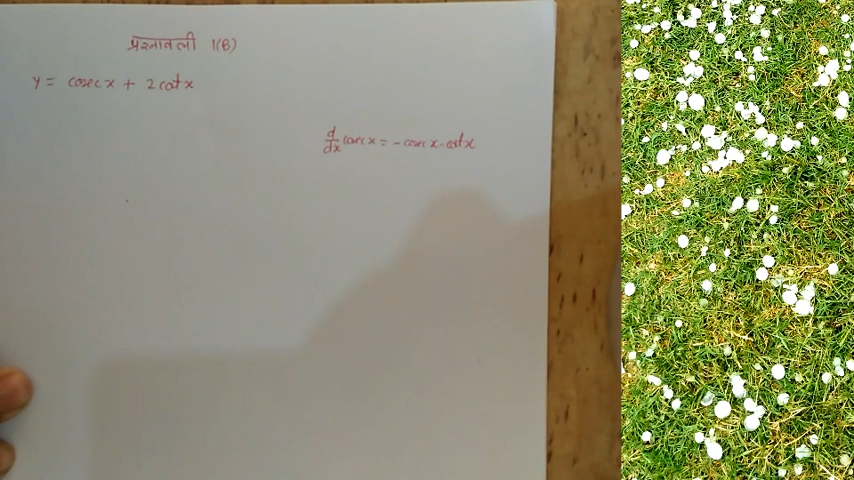 प्रश्नावली 1(B)
y = cosec x + 2 cot x
d/dx cosec x = - cosec x . cot x